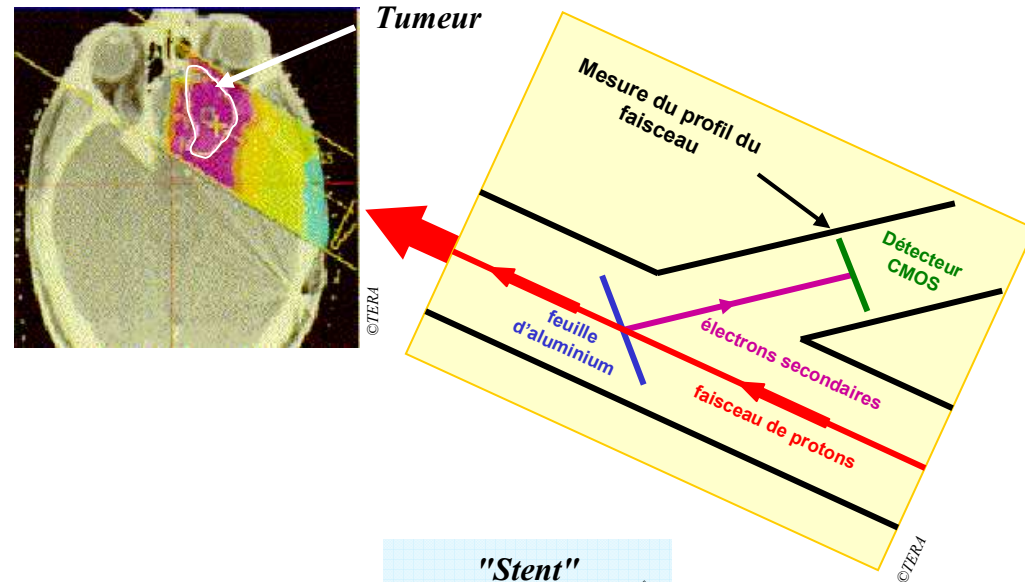 Tumeur
©TERA
Mesure du profil du
faisceau
Détecteur
CMOS
feuille
d'aluminium
électrons secondaires
faisceau de protons
©TERA
"Stent"